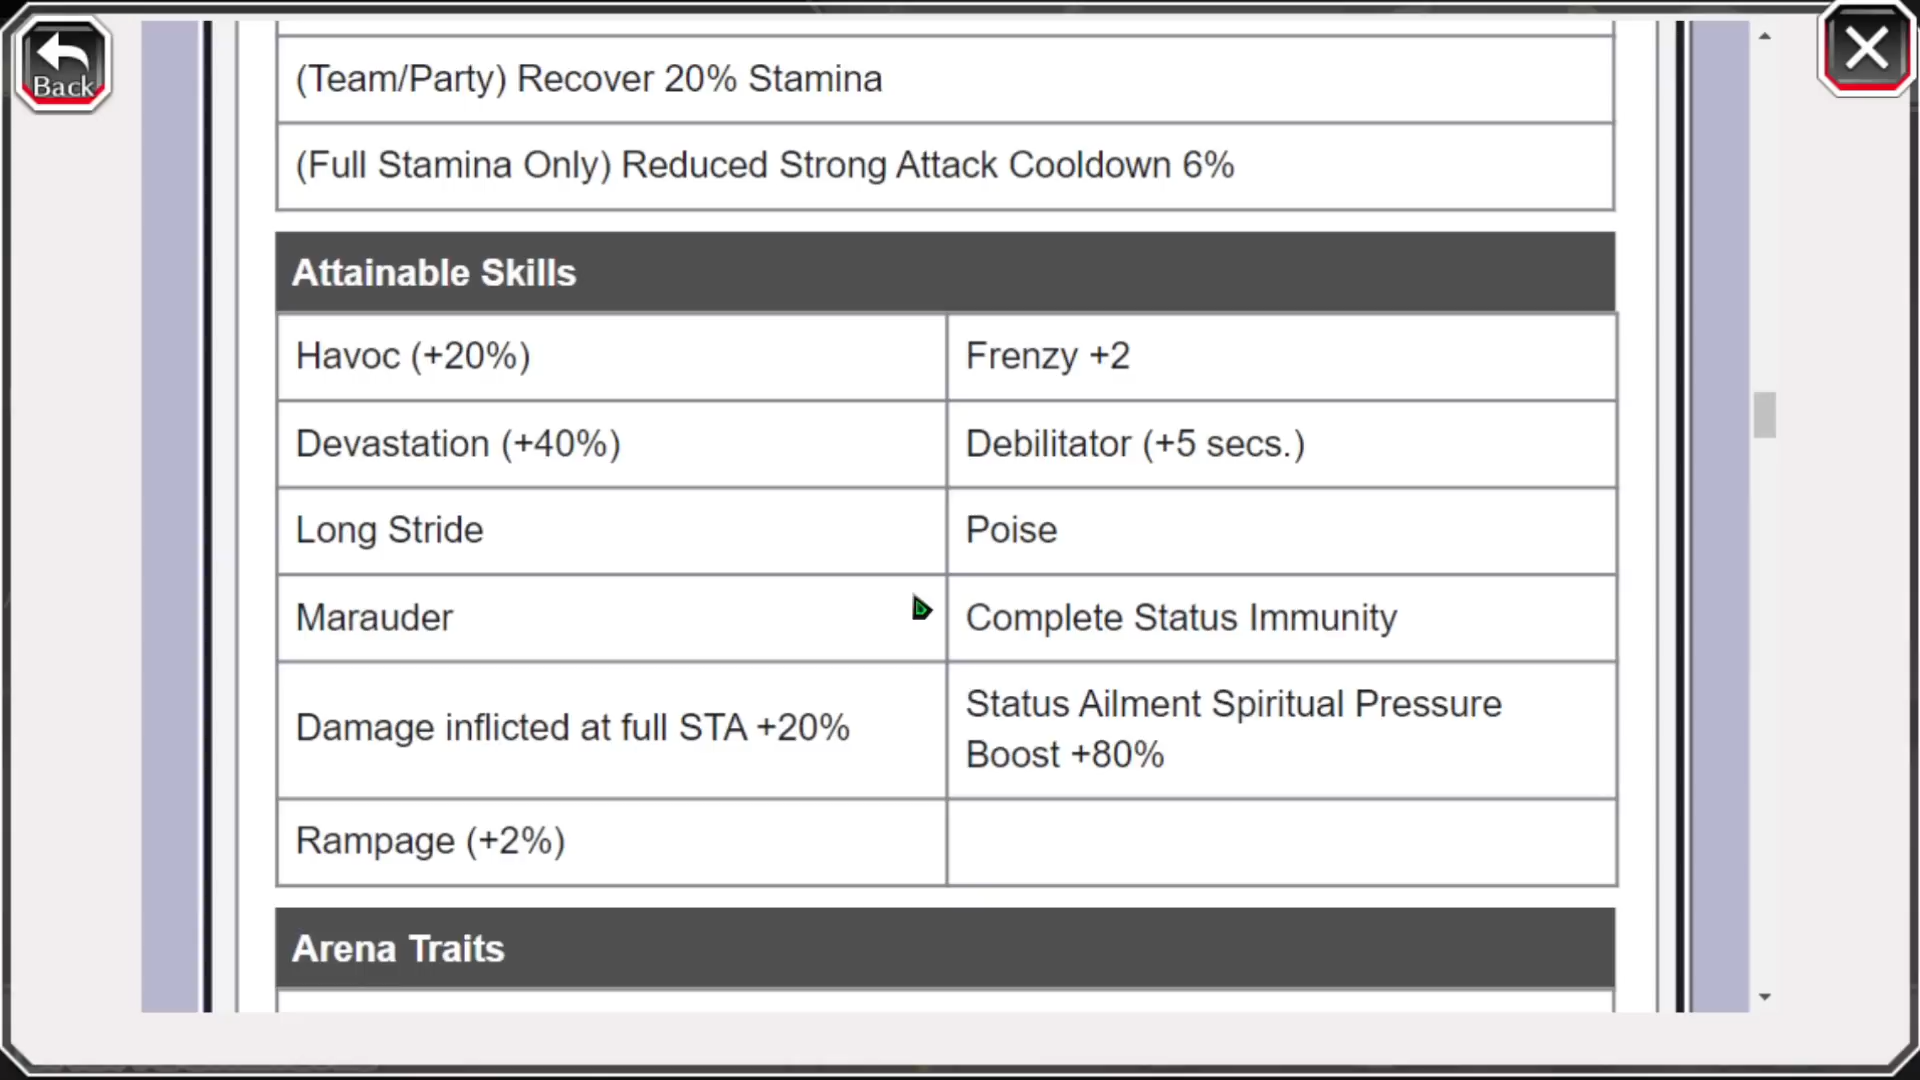 Back
(Team/Party) Recover 20% Stamina
(Full Stamina Only) Reduced Strong Attack Cooldown 6%
Attainable Skills
Havoc (+20%)
Frenzy +2
Devastation (+40%)
Debilitator (+5 secs.)
Long Stride
Poise
Marauder
Complete Status Immunity
Damage inflicted at full STA +20%
Status Ailment Spiritual Pressure
Boost +80%
Rampage (+2%)
Arena Traits